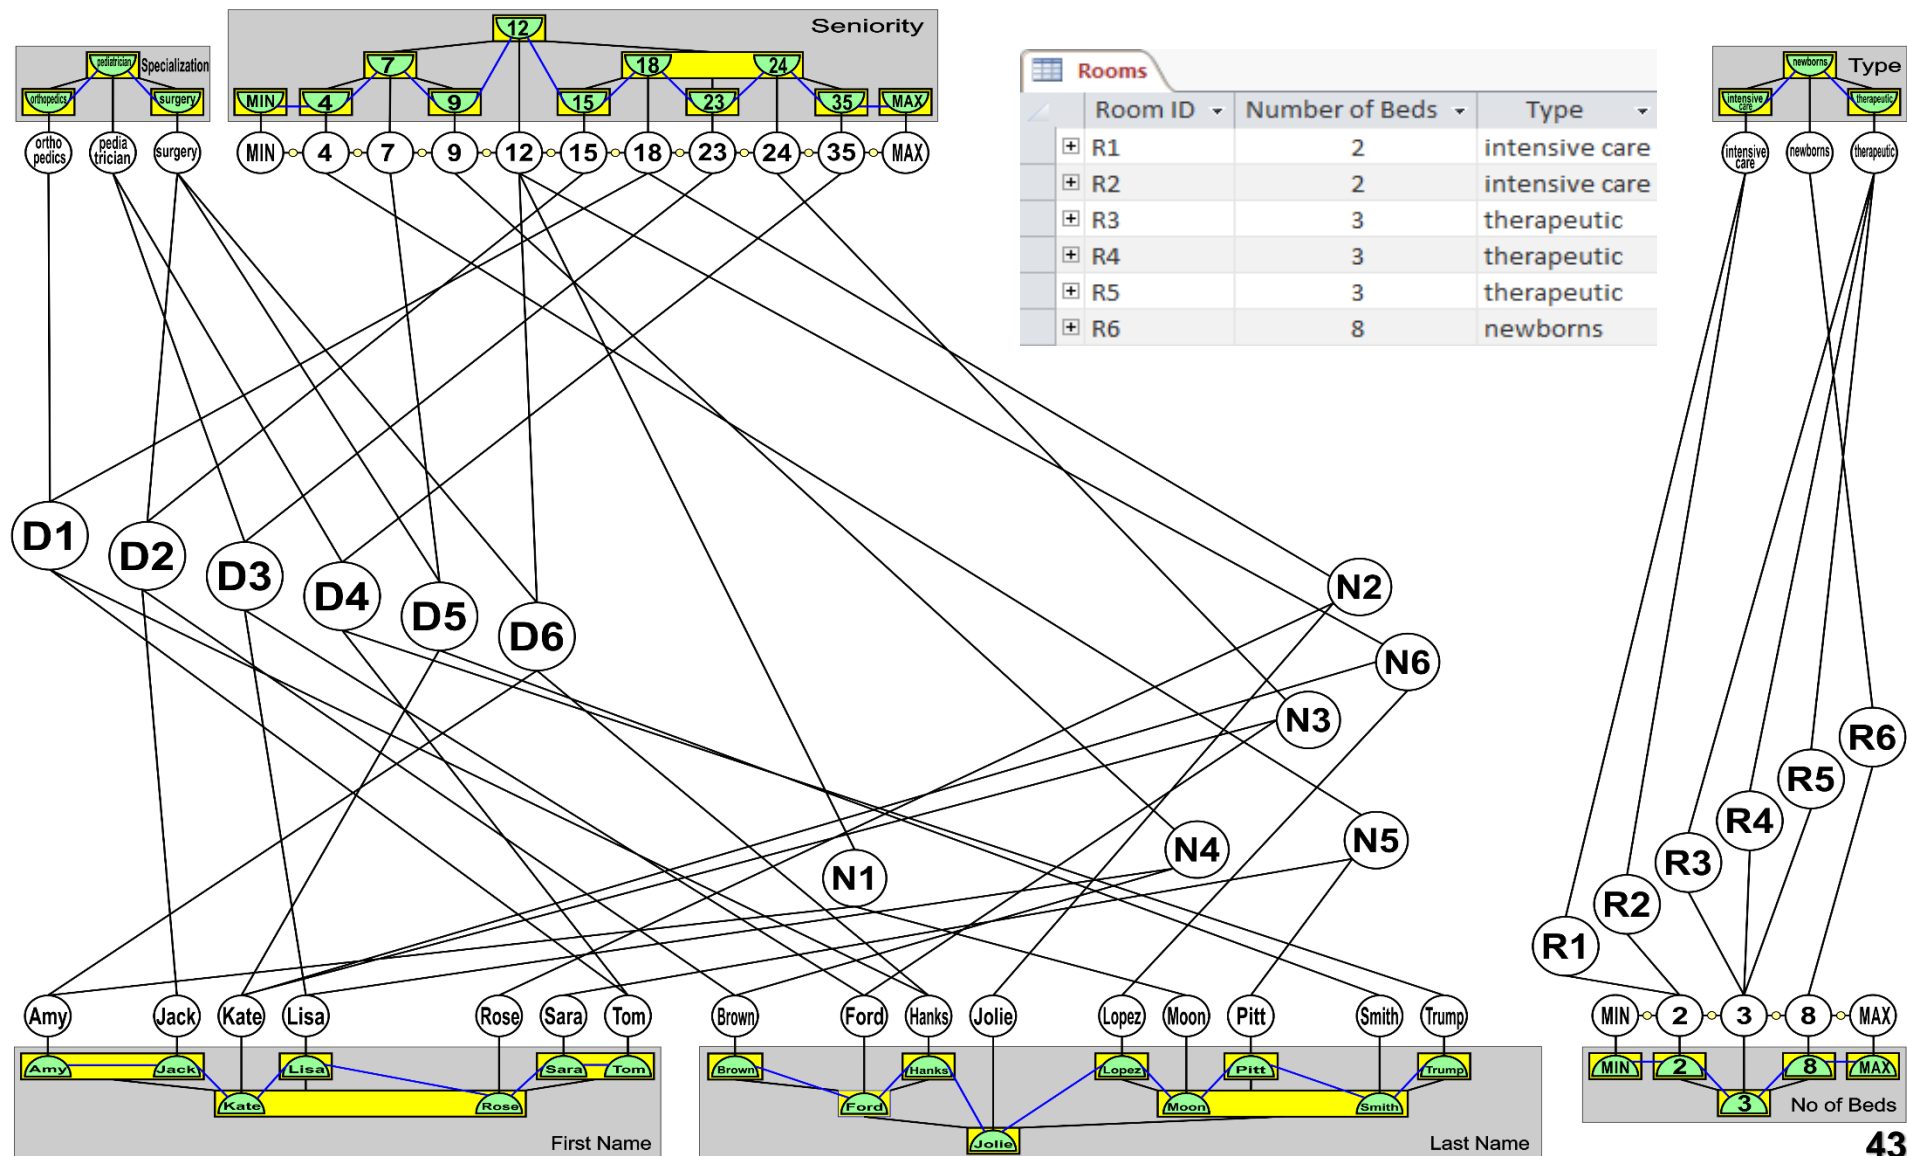 12 Seniority
pediatrician Specialization
7 18 24
newborns Type
orthopedics surgery
MIN 4 9 15 23 35 MAX
intensive care therapeutic
ortho pedics pedia trician surgery
MIN 4 7 9 12 15 18 23 24 35 MAX
intensive care newborns therapeutic
Rooms
Room ID Number of Beds Type
R1 2 intensive care
R2 2 intensive care
R3 3 therapeutic
R4 3 therapeutic
R5 3 therapeutic
R6 8 newborns
D1
D2
D3
D4
D5
D6
N2
N6
N3
N4
N5
N1
R6
R5
R4
R3
R2
R1
Amy Jack Kate Lisa Rose Sara Tom
Brown Ford Hanks Jolie Lopez Moon Pitt Smith Trump
MIN 2 3 8 MAX
Amy Jack Lisa Sara Tom
Kate Rose
First Name
Brown Hanks Lopez Pitt Trump
Ford Moon Smith
Jolie Last Name
MIN 2 8 MAX
3 No of Beds
43